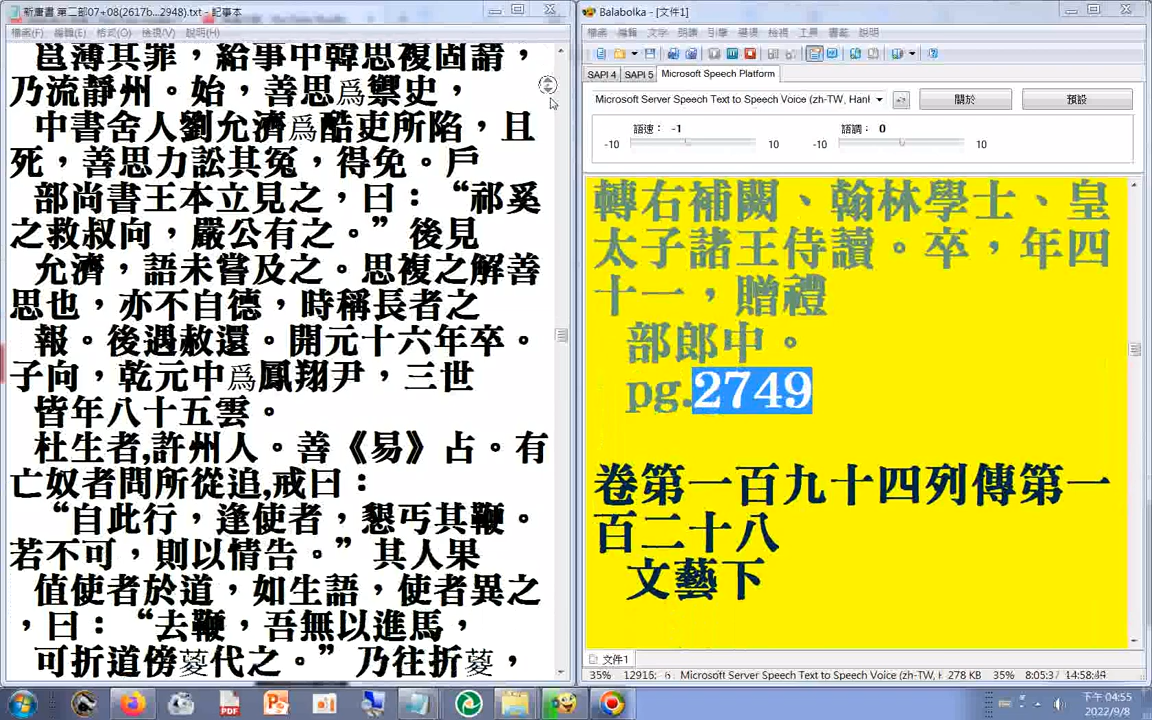 新唐書 第二部07+08(2617b...2948).txt - 記事本
檔案(F) 編輯(E) 格式(O) 檢視(V) 說明(H)
邕薄其罪，給事中韓思複固請，
乃流靜州。始，善思爲禦史，
中書舍人劉允濟爲酷吏所陷，且
死，善思力訟其冤，得免。戶
部尚書王本立見之，曰：“祁奚
之救叔向，嚴公有之。”後見
允濟，語未嘗及之。思複之解善
思也，亦不自德，時稱長者之
報。後遇赦還。開元十六年卒。
子向，乾元中爲鳳翔尹，三世
皆年八十五雲。
杜生者,許州人。善《易》占。有
亡奴者問所從追,戒曰：
“自此行，逢使者，懇丐其鞭。
若不可，則以情告。”其人果
值使者於道，如生語，使者異之
，曰：“去鞭，吾無以進馬，
可折道傍葼代之。”乃往折葼，
Balabolka - [文件1]
檔案 編輯 文字 朗讀 引擎 選項 檢視 工具 書籤 說明
SAPI 4 SAPI 5 Microsoft Speech Platform
Microsoft Server Speech Text to Speech Voice (zh-TW, Hanl
關於 預設
語速： -1 語調： 0
-10 10 -10 10
轉右補闕、翰林學士、皇
太子諸王侍讀。卒，年四
十一，贈禮
部郎中。
pg.2749
卷第一百九十四列傳第一
百二十八
文藝下
文件1
35% 12915: 6 Microsoft Speech Platform Microsoft Server Speech Text to Speech Voice (zh-TW, H 278 KB 35% 8:05:37 14:58:44
下午 04:55
2022/9/8